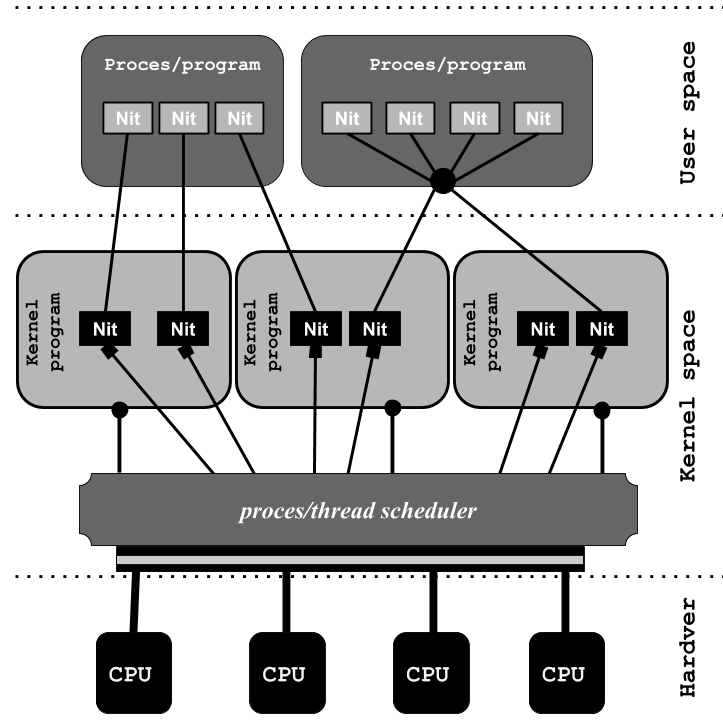 Proces/program
Proces/program
Nit
Nit
Nit
Nit
Nit
Nit
Nit
User space
Kernel
program
Nit
Nit
Kernel
program
Nit
Nit
Kernel
program
Nit
Nit
Kernel space
proces/thread scheduler
CPU
CPU
CPU
CPU
Hardver